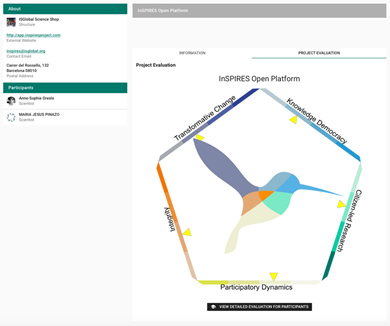 About
ISGlobal Science Shop
Structure
http://app.inspiresproject.com
External Website
inspires@isglobal.org
Contact Email
Carrer del Rosselló, 132
Barcelona 08010
Postal Address
Participants
Anne-Sophie Gresle
Scientist
MARIA JESUS PINAZO
Scientist
InSPIRES Open Platform
INFORMATION
PROJECT EVALUATION
Project Evaluation
InSPIRES Open Platform
Transformative Change
Knowledge Democracy
Citizen-led Research
Integrity
Participatory Dynamics
VIEW DETAILED EVALUATION FOR PARTICIPANTS